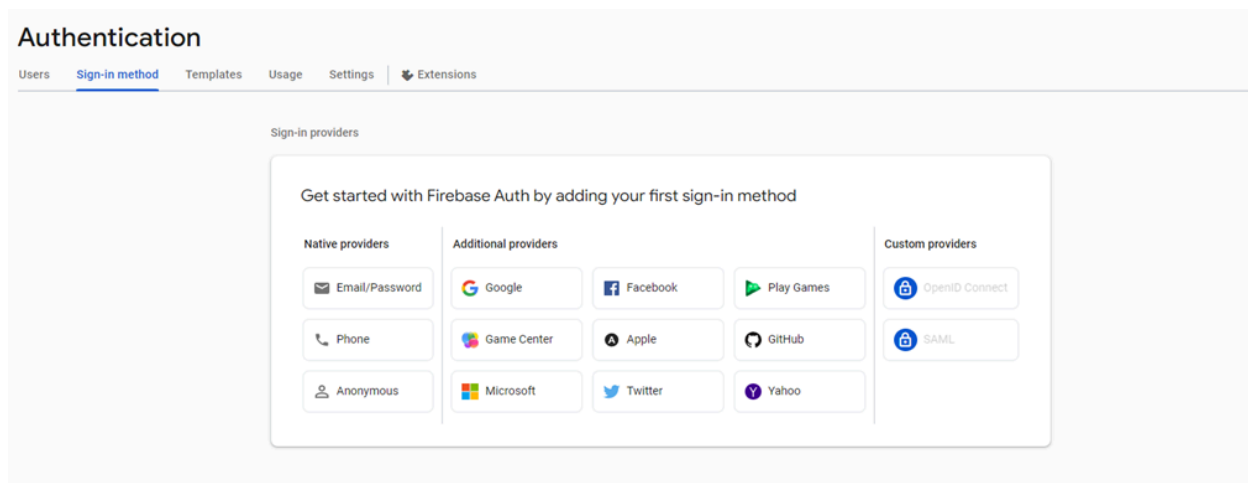 Authentication
Users Sign-in method Templates Usage Settings Extensions
Sign-in providers
Get started with Firebase Auth by adding your first sign-in method
Native providers Additional providers Custom providers
Email/Password Google Facebook Play Games OpenID Connect
Phone Game Center Apple GitHub SAML
Anonymous Microsoft Twitter Yahoo